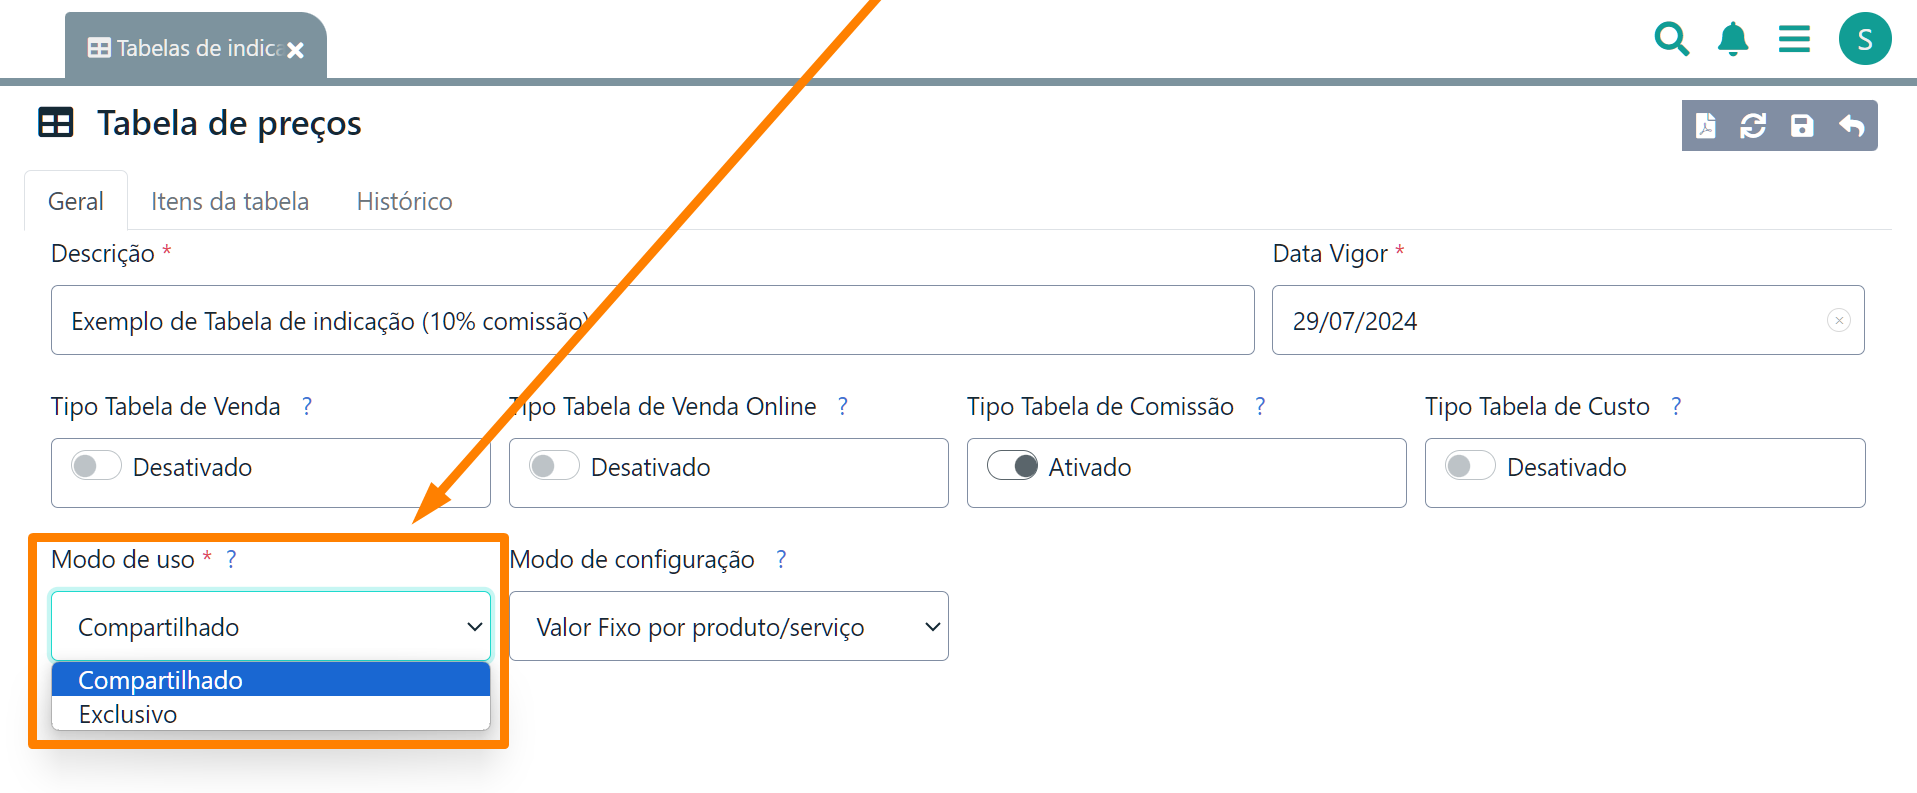 Tabelas de indica
S
Tabela de preços
Geral Itens da tabela Histórico
Descrição * Data Vigor *
Exemplo de Tabela de indicação (10% comissão) 29/07/2024
Tipo Tabela de Venda ? Tipo Tabela de Venda Online ? Tipo Tabela de Comissão ? Tipo Tabela de Custo ?
Desativado Desativado Ativado Desativado
Modo de uso * ? Modo de configuração ?
Compartilhado Valor Fixo por produto/serviço
Compartilhado
Exclusivo